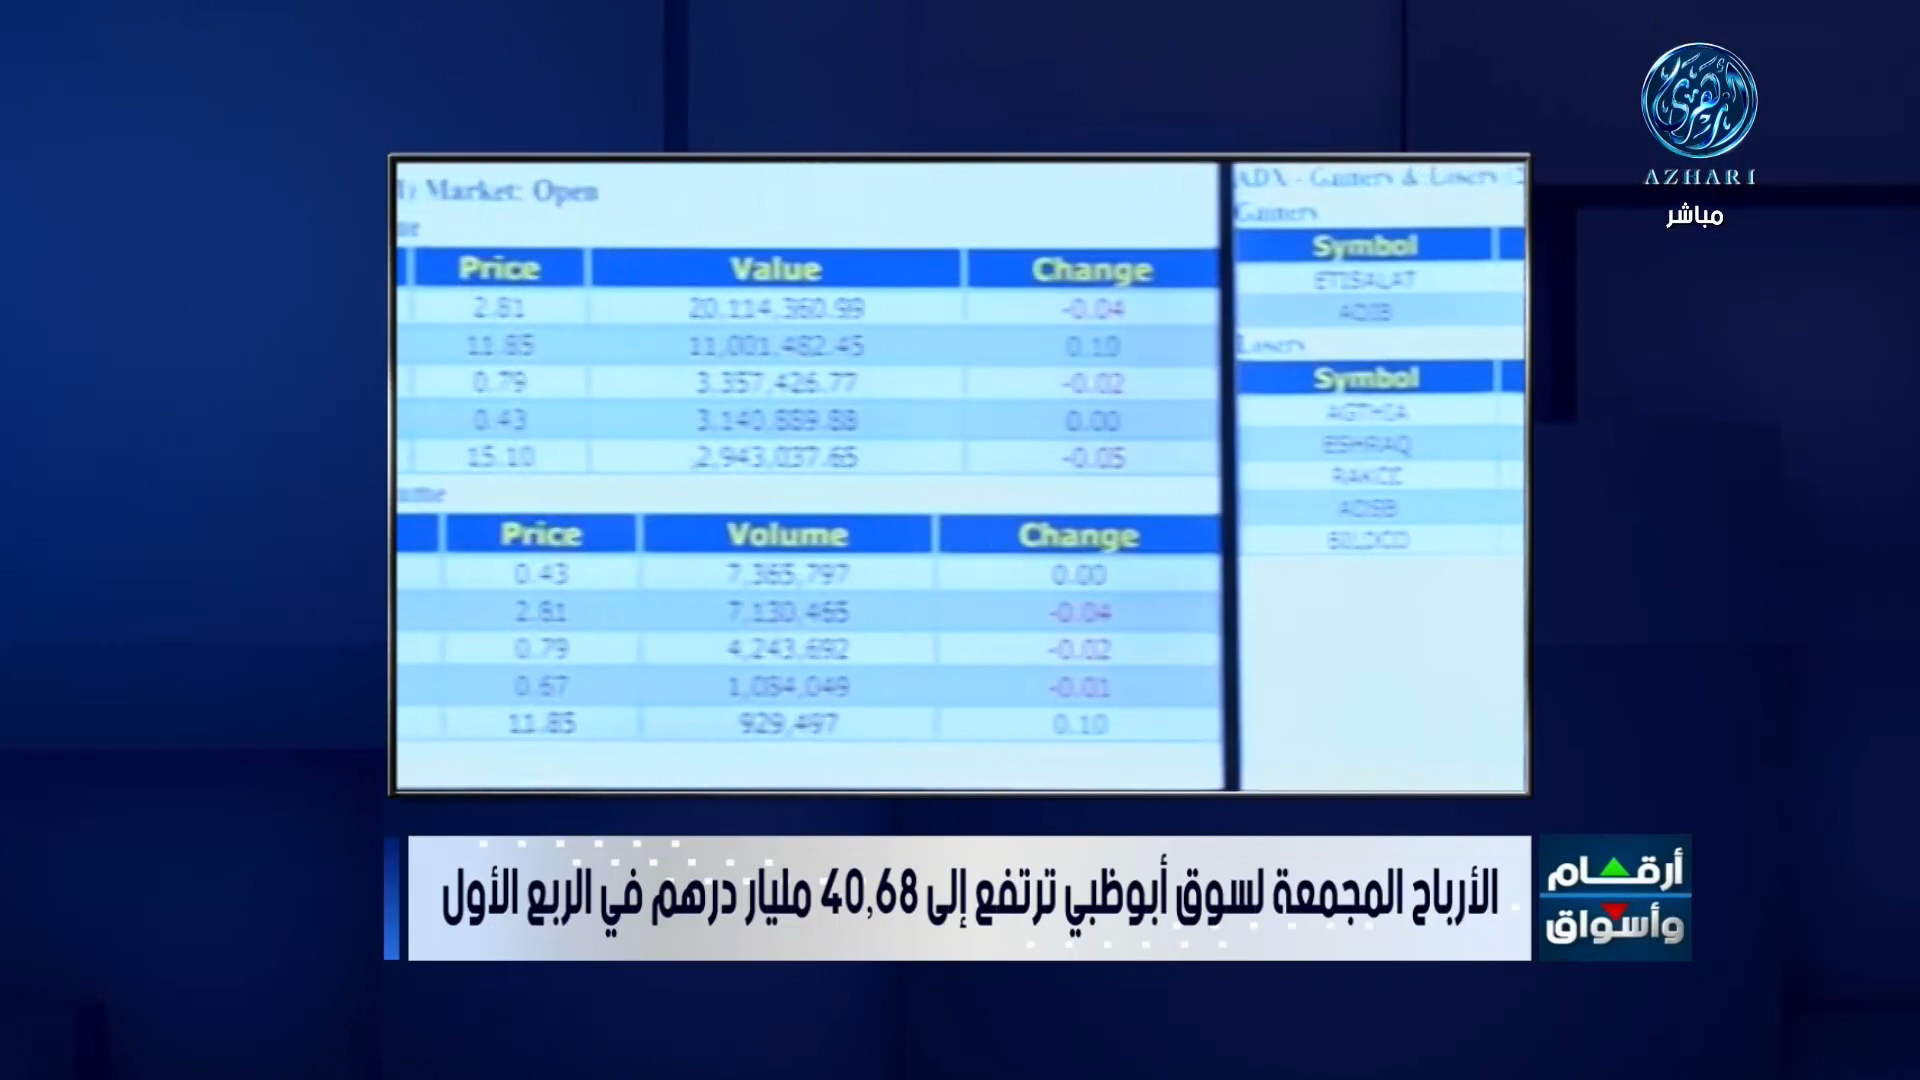 أزهري
AZHARI
مباشر
Market: Open
Price Value Change
2.81 20,114,360.99 -0.04
11.85 11,001,482.45 0.10
0.79 3,357,426.77 -0.02
0.43 3,140,889.88 0.00
15.10 2,943,037.65 -0.05
Price Volume Change
0.43 7,365,797 0.00
2.81 7,130,465 -0.04
0.79 4,243,692 -0.02
0.67 1,084,049 -0.01
11.85 929,497 0.10
ADX - Gainers & Losers
Gainers
Symbol
ETISALAT
ADIB
Losers
Symbol
AGTHIA
ESHRAQ
RAKCC
BILDCO
الأرباح المجمعة لسوق أبوظبي ترتفع إلى 40,68 مليار درهم في الربع الأول
أرقام
وأسواق